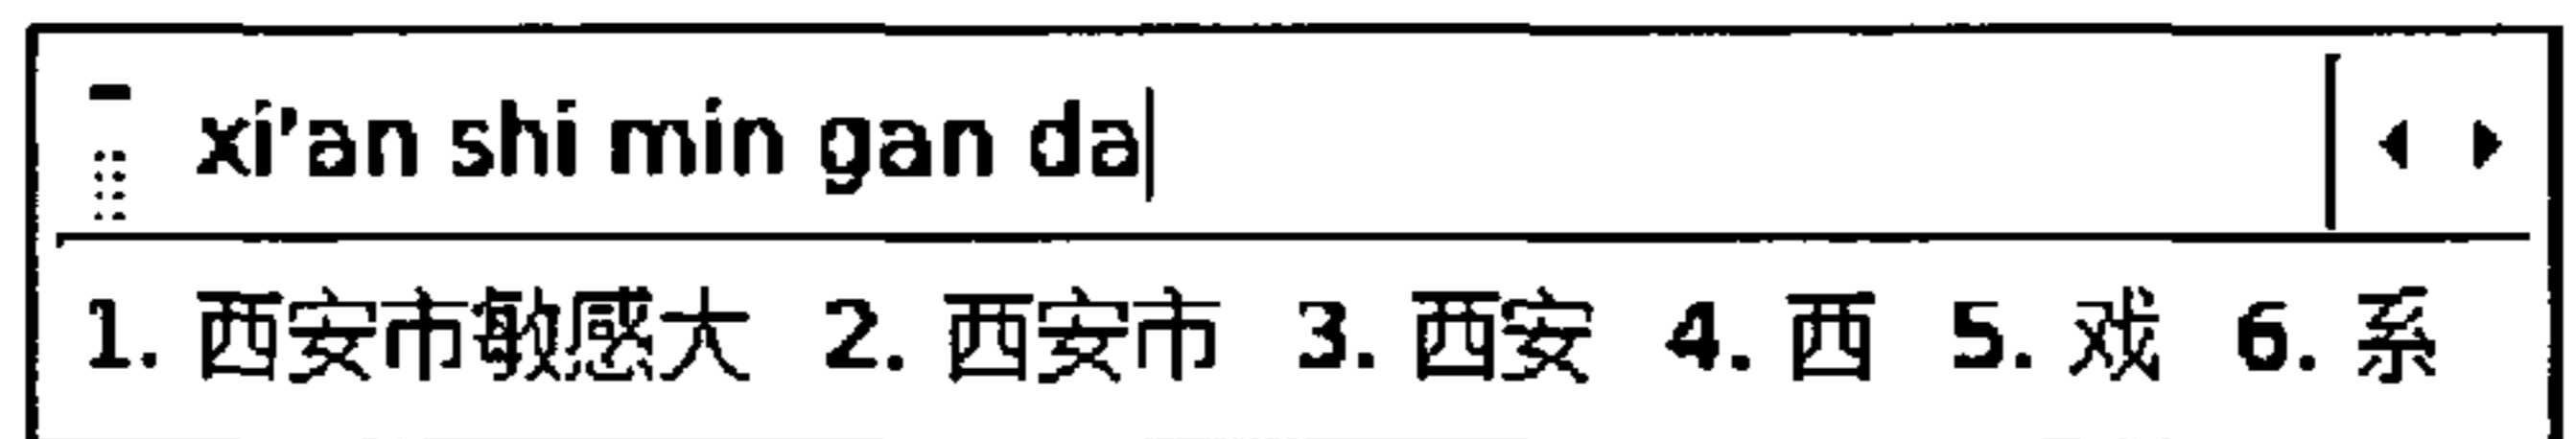 xi'an shi min gan da
1. 西安市敏感大 2. 西安市 3. 西安 4. 西 5. 戏 6. 系